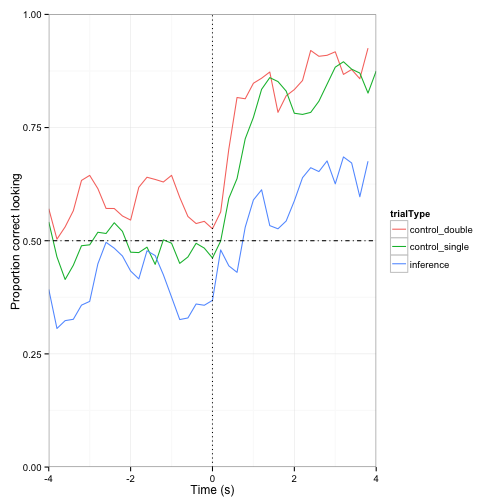 1.00
0.75
0.50
0.25
0.00
Proportion correct looking
-4 -2 0 2 4
Time (s)
trialType
control_double
control_single
inference